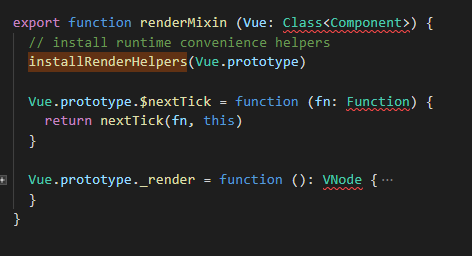 export function renderMixin (Vue: Class<Component>) {
  // install runtime convenience helpers
  installRenderHelpers(Vue.prototype)

  Vue.prototype.$nextTick = function (fn: Function) {
    return nextTick(fn, this)
  }

  Vue.prototype._render = function (): VNode {⋯
  }
}